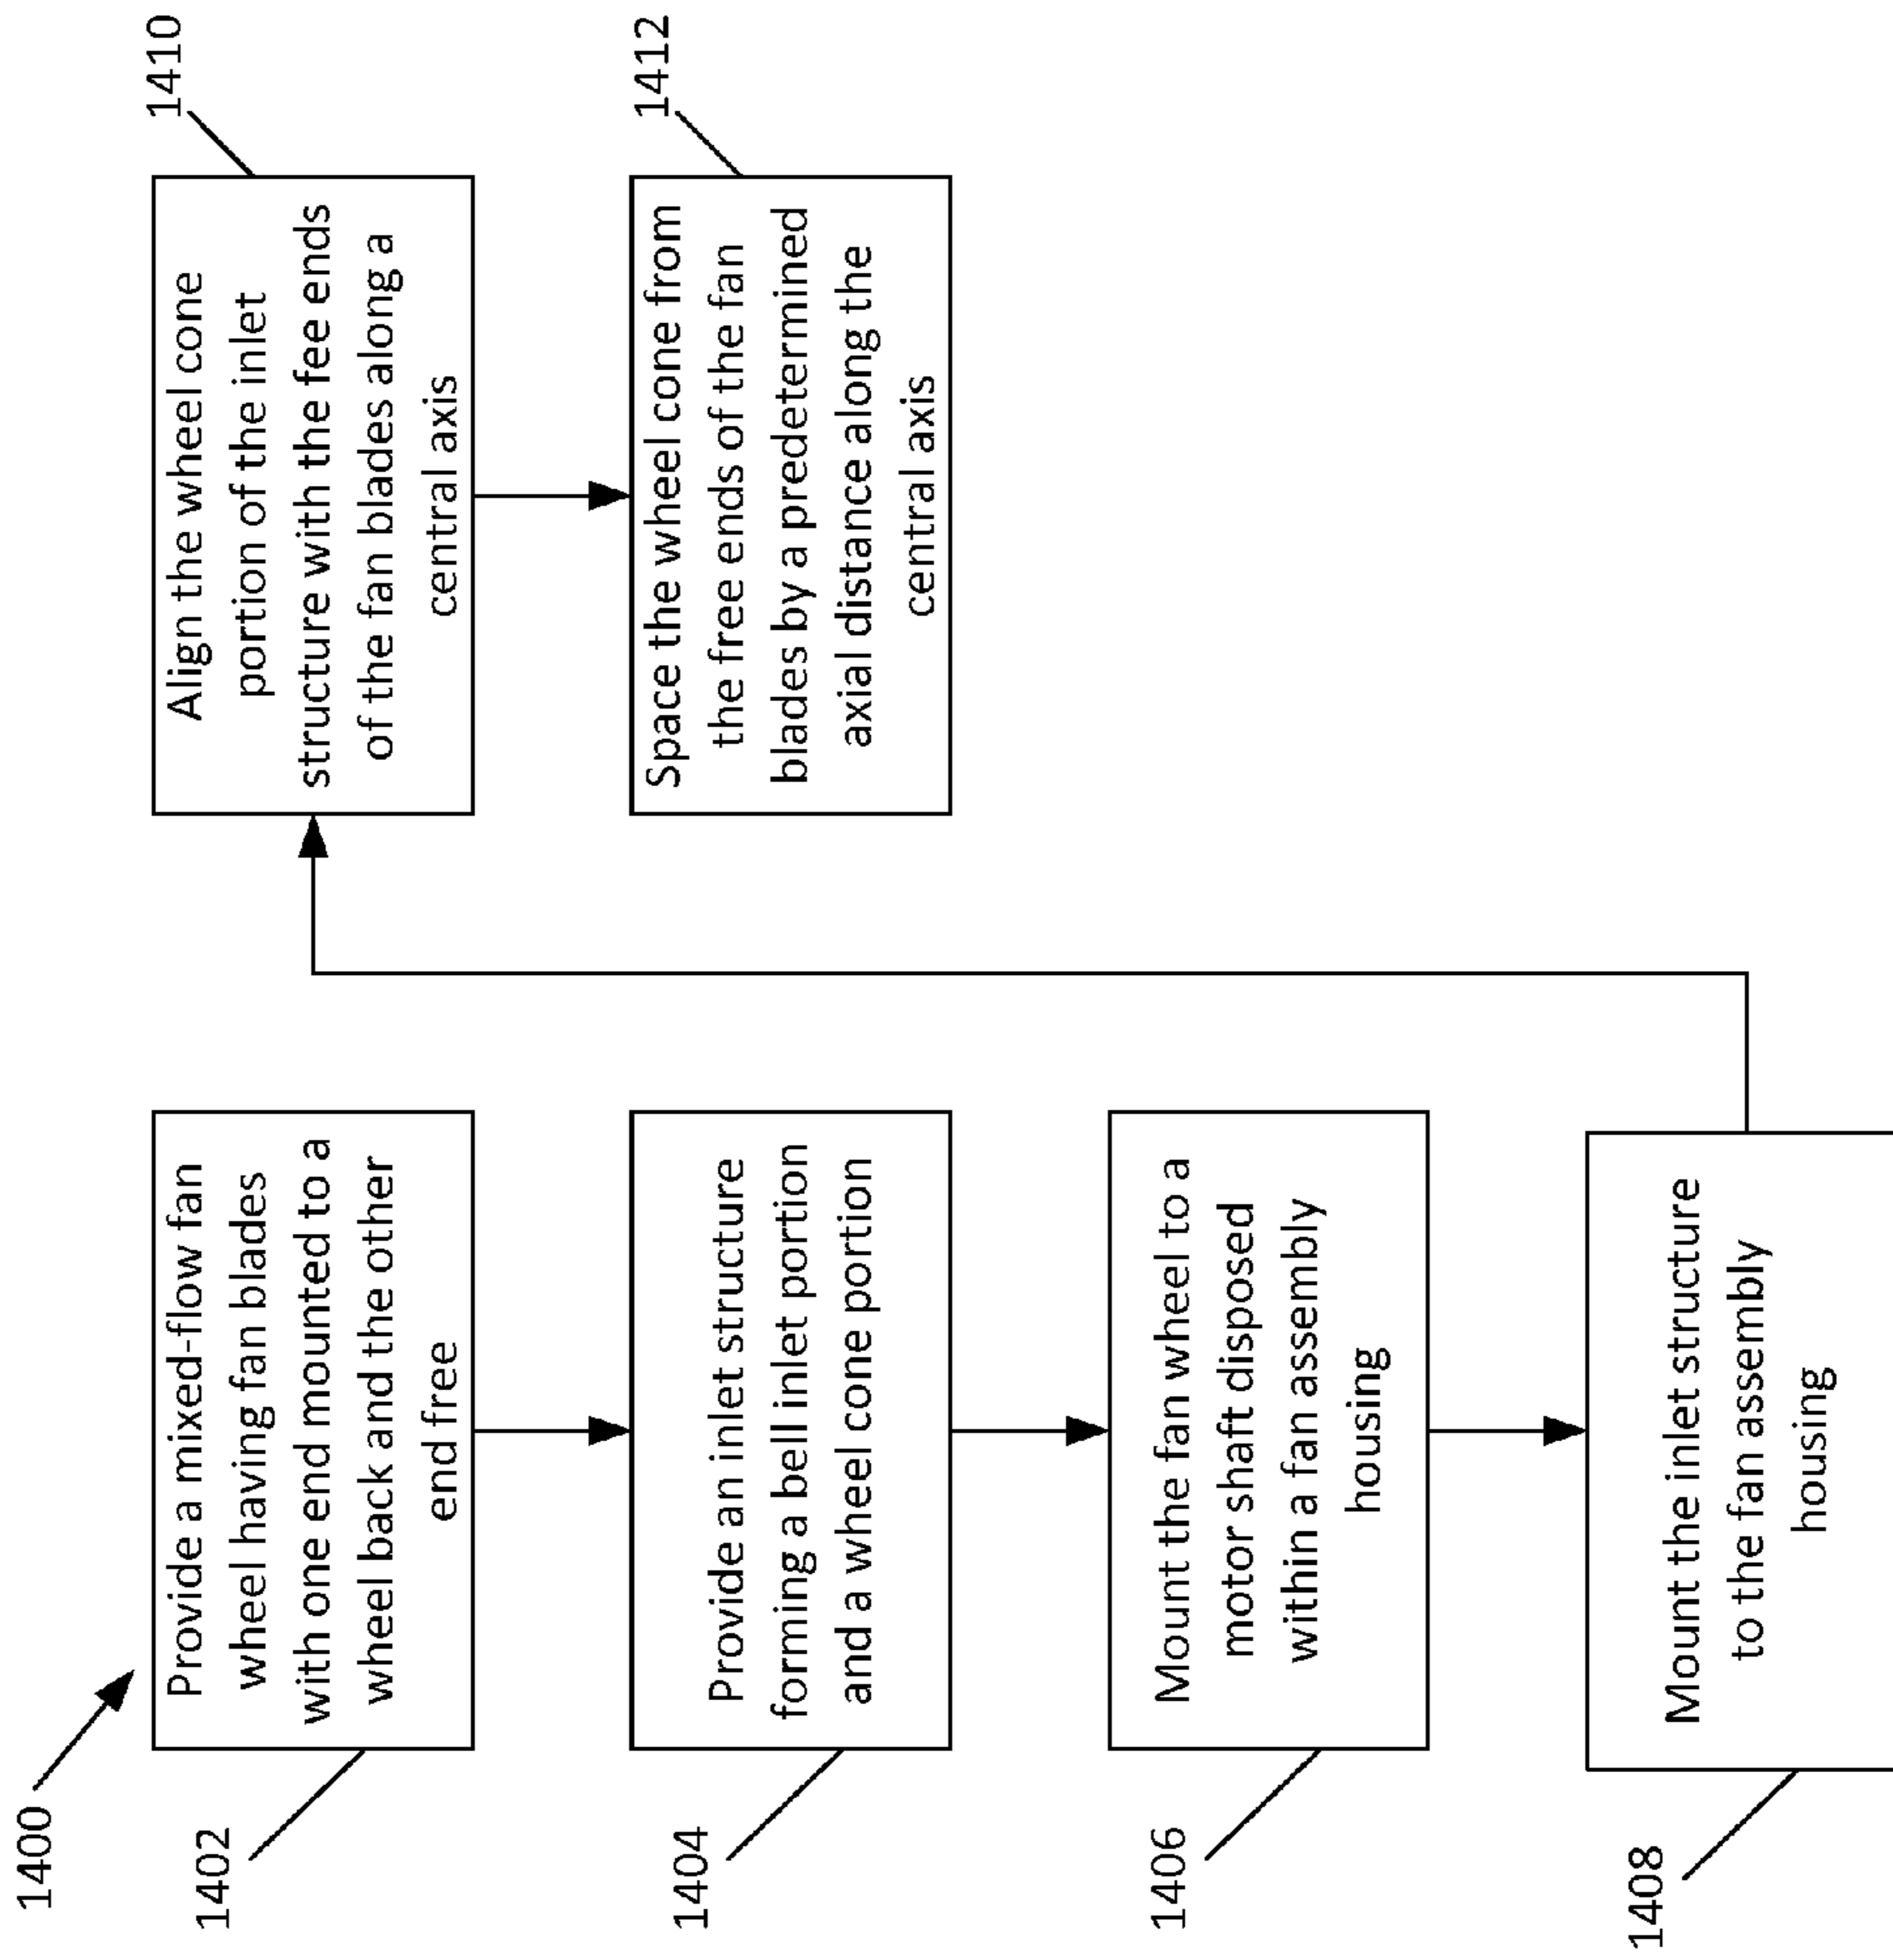 1400
1402
Provide a mixed-flow fan
wheel having fan blades
with one end mounted to a
wheel back and the other
end free
1404
Provide an inlet structure
forming a bell inlet portion
and a wheel cone portion
1406
Mount the fan wheel to a
motor shaft disposed
within a fan assembly
housing
1408
Mount the inlet structure
to the fan assembly
housing
1410
Align the wheel cone
portion of the inlet
structure with the fee ends
of the fan blades along a
central axis
1412
Space the wheel cone from
the free ends of the fan
blades by a predetermined
axial distance along the
central axis